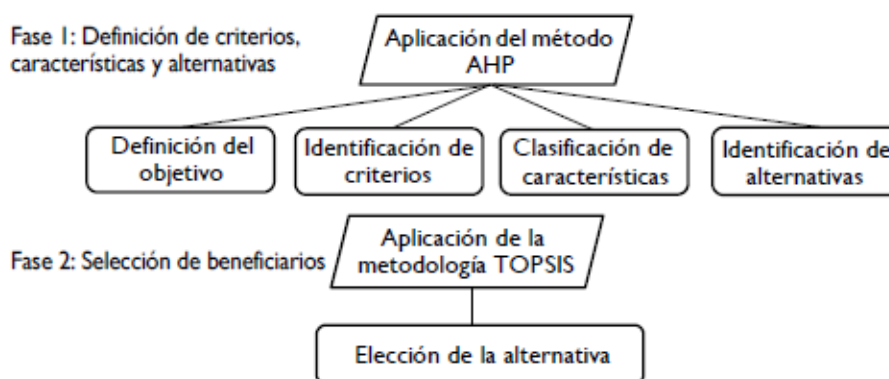 Fase 1: Definición de criterios,
características y alternativas
Aplicación del método
AHP
Definición del
objetivo
Identificación de
criterios
Clasificación de
características
Identificación de
alternativas
Fase 2: Selección de beneficiarios
Aplicación de la
metodología TOPSIS
Elección de la alternativa